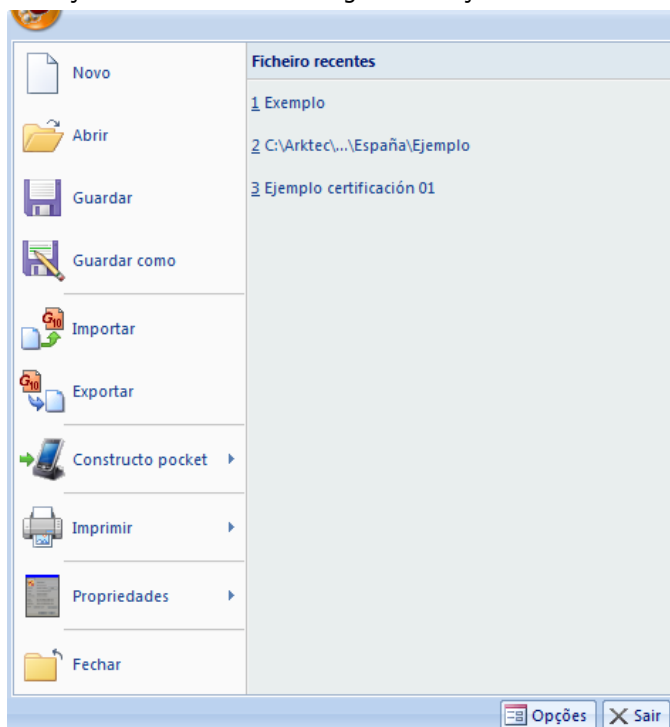 Novo
Abrir
Guardar
Guardar como
Importar
Exportar
Constructo pocket
Imprimir
Propriedades
Fechar
Ficheiro recentes
1 Exemplo
2 C:\Arktec\...\España\Ejemplo
3 Ejemplo certificación 01
Opções
Sair